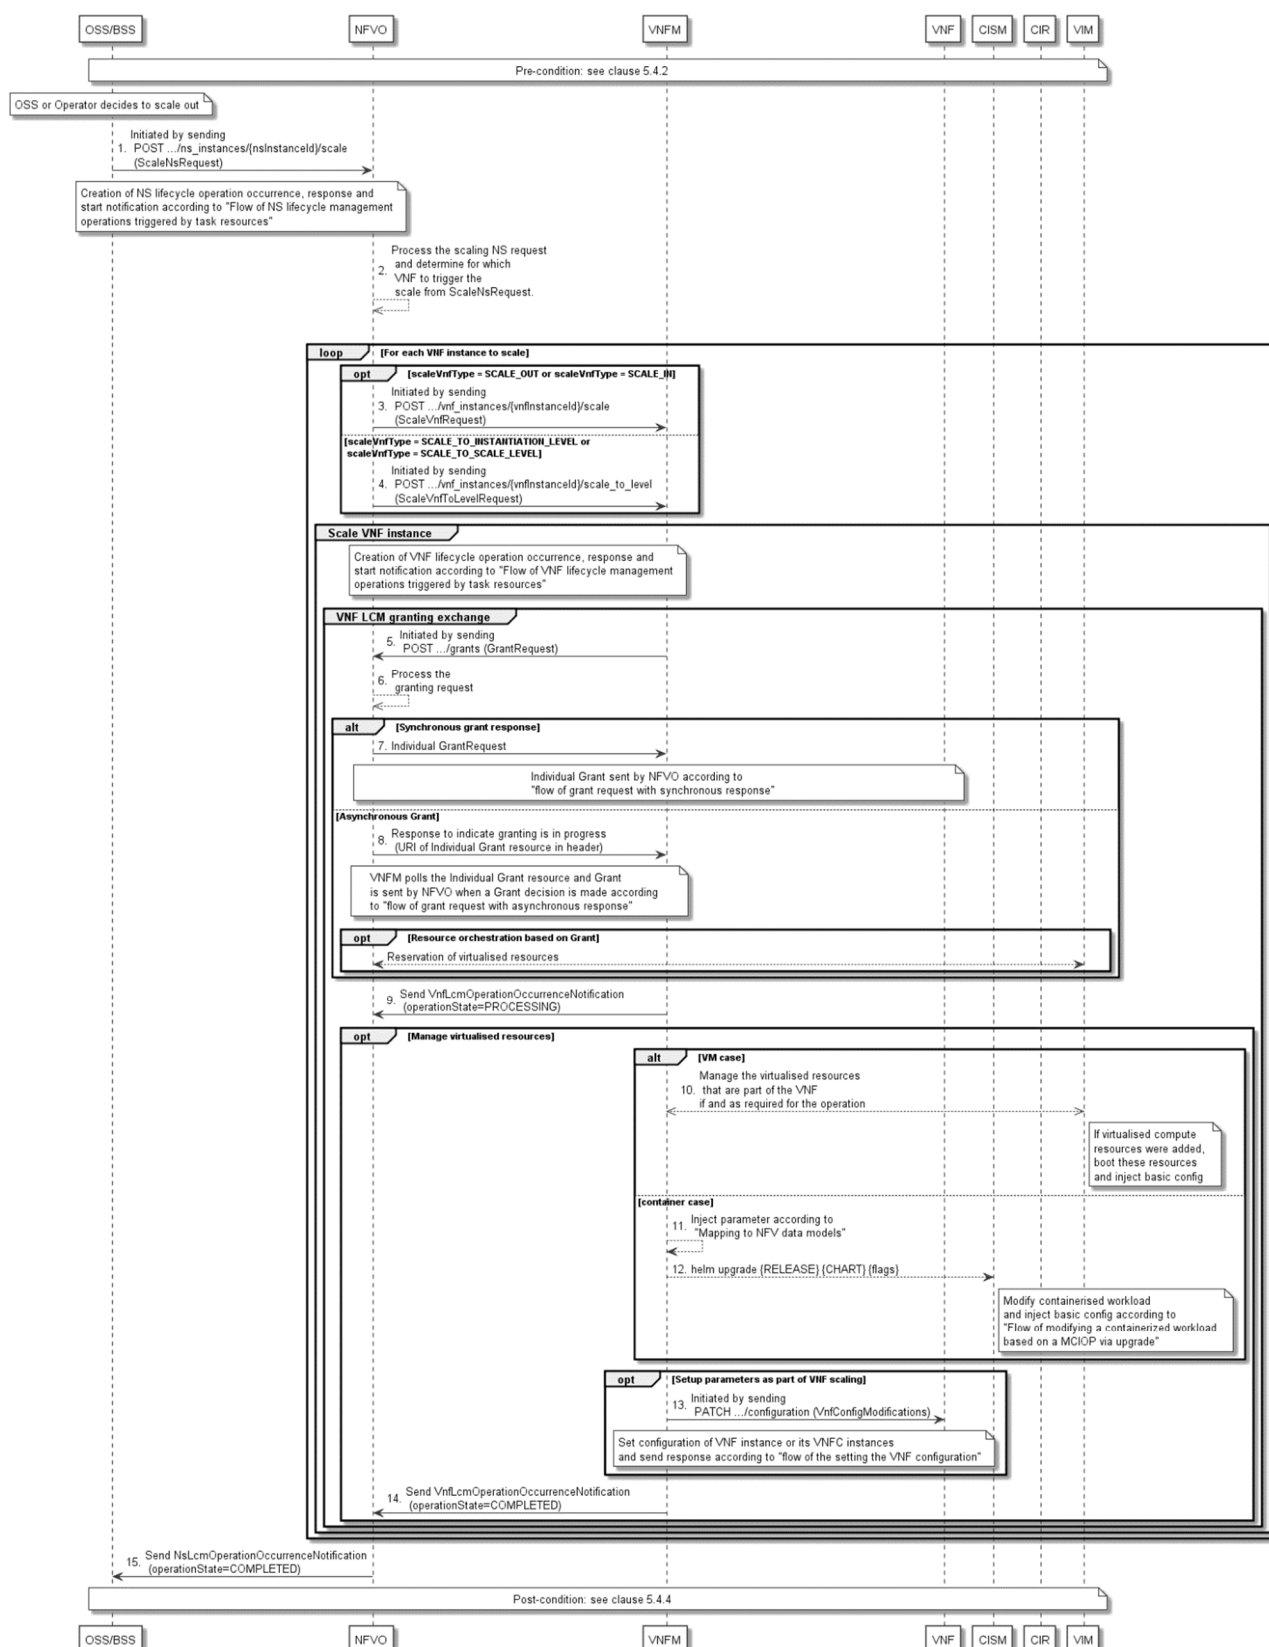 OSS/BSS NFVO VNFM VNF CISM CIR VIM
Pre-condition: see clause 5.4.2
OSS or Operator decides to scale out
Initiated by sending
1. POST .../ns_instances/{nsInstanceId}/scale
(ScaleNsRequest)
Creation of NS lifecycle operation occurrence, response and
start notification according to "Flow of NS lifecycle management
operations triggered by task resources"
Process the scaling NS request
and determine for which
2. VNF to trigger the
scale from ScaleNsRequest.
loop [For each VNF instance to scale]
opt [scaleVnfType = SCALE_OUT or scaleVnfType = SCALE_IN]
Initiated by sending
3. POST .../vnf_instances/{vnfInstanceId}/scale
(ScaleVnfRequest)
[scaleVnfType = SCALE_TO_INSTANTIATION_LEVEL or
scaleVnfType = SCALE_TO_SCALE_LEVEL]
Initiated by sending
4. POST .../vnf_instances/{vnfInstanceId}/scale_to_level
(ScaleVnfToLevelRequest)
Scale VNF instance
Creation of VNF lifecycle operation occurrence, response and
start notification according to "Flow of VNF lifecycle management
operations triggered by task resources"
VNF LCM granting exchange
5. Initiated by sending
POST .../grants (GrantRequest)
6. Process the
granting request
alt [Synchronous grant response]
7. Individual GrantRequest
Individual Grant sent by NFVO according to
"flow of grant request with synchronous response"
[Asynchronous Grant]
8. Response to indicate granting is in progress
(URI of Individual Grant resource in header)
VNFM polls the Individual Grant resource and Grant
is sent by NFVO when a Grant decision is made according
to "flow of grant request with asynchronous response"
opt [Resource orchestration based on Grant]
Reservation of virtualised resources
9. Send VnfLcmOperationOccurrenceNotification
(operationState=PROCESSING)
opt [Manage virtualised resources]
alt [VM case]
Manage the virtualised resources
10. that are part of the VNF
if and as required for the operation
If virtualised compute
resources were added,
boot these resources
and inject basic config
[container case]
11. Inject parameter according to
"Mapping to NFV data models"
12. helm upgrade {RELEASE} {CHART} {flags}
Modify containerised workload
and inject basic config according to
"Flow of modifying a containerized workload
based on a MCIOP via upgrade"
opt [Setup parameters as part of VNF scaling]
13. Initiated by sending
PATCH .../configuration (VnfConfigModifications)
Set configuration of VNF instance or its VNFC instances
and send response according to "flow of the setting the VNF configuration"
14. Send VnfLcmOperationOccurrenceNotification
(operationState=COMPLETED)
15. Send NsLcmOperationOccurrenceNotification
(operationState=COMPLETED)
Post-condition: see clause 5.4.4
OSS/BSS NFVO VNFM VNF CISM CIR VIM